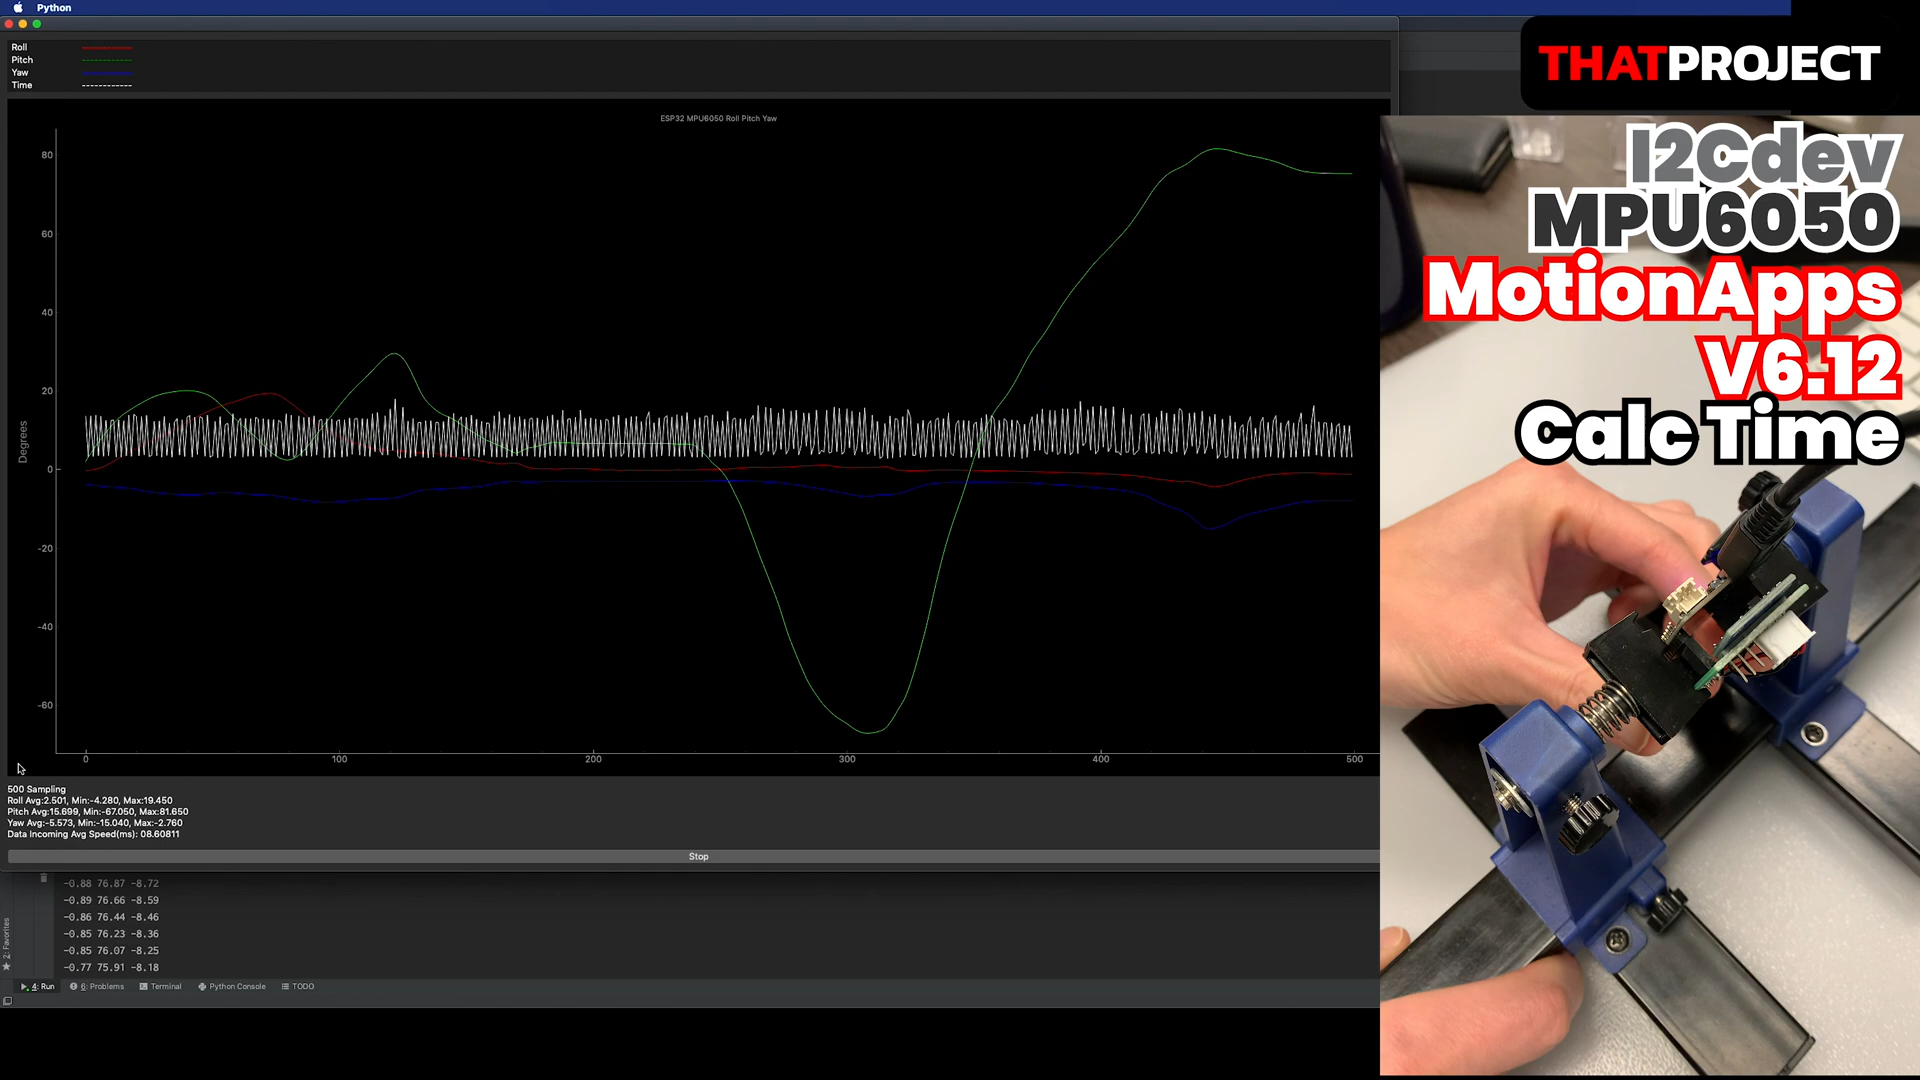 Python
Roll
Pitch
Yaw
Time
ESP32 MPU6050 Roll Pitch Yaw
80
60
40
20
0
-20
-40
-60
Degrees
0
100
200
300
400
500
500 Sampling
Roll Avg:2.501, Min:-4.280, Max:19.450
Pitch Avg:15.699, Min:-67.050, Max:81.650
Yaw Avg:-5.573, Min:-15.040, Max:-2.760
Data Incoming Avg Speed(ms): 08.60811
Stop
-0.88 76.87 -8.72
-0.89 76.66 -8.59
-0.86 76.44 -8.46
-0.85 76.23 -8.36
-0.85 76.07 -8.25
-0.77 75.91 -8.18
2: Favorites
4: Run
6: Problems
Terminal
Python Console
TODO
THATPROJECT
I2Cdev
MPU6050
MotionApps
V6.12
Calc Time